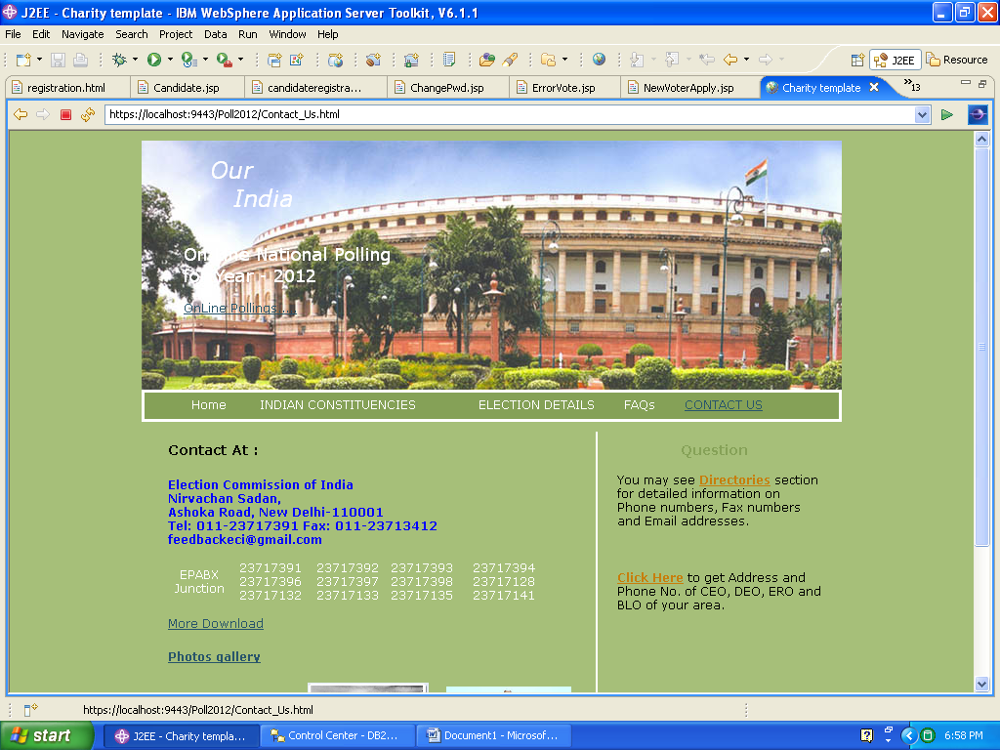 J2EE - Charity template - IBM WebSphere Application Server Toolkit, V6.1.1
File Edit Navigate Search Project Data Run Window Help
J2EE Resource
registration.html Candidate.jsp candidateregistra... ChangePwd.jsp ErrorVote.jsp NewVoterApply.jsp Charity template »13
https://localhost:9443/Poll2012/Contact_Us.html
Our
India
OnLine National Polling
for Year - 2012
OnLine Pollings ...
Home INDIAN CONSTITUENCIES ELECTION DETAILS FAQs CONTACT US
Contact At :
Election Commission of India
Nirvachan Sadan,
Ashoka Road, New Delhi-110001
Tel: 011-23717391 Fax: 011-23713412
feedbackeci@gmail.com
EPABX
Junction
23717391 23717392 23717393 23717394
23717396 23717397 23717398 23717128
23717132 23717133 23717135 23717141
More Download
Photos gallery
Question
You may see Directories section
for detailed information on
Phone numbers, Fax numbers
and Email addresses.
Click Here to get Address and
Phone No. of CEO, DEO, ERO and
BLO of your area.
https://localhost:9443/Poll2012/Contact_Us.html
start J2EE - Charity templa... Control Center - DB2... Document1 - Microsof... 6:58 PM